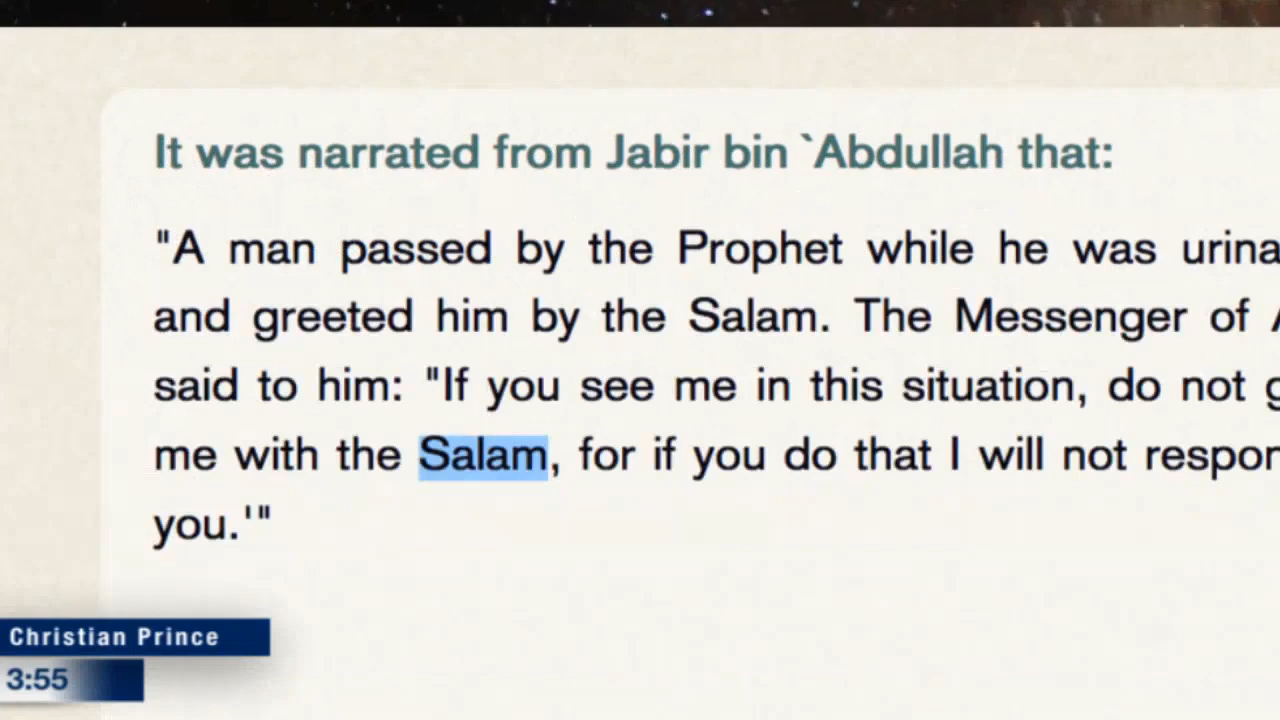 It was narrated from Jabir bin `Abdullah that:
"A man passed by the Prophet while he was
and greeted him by the Salam. The Messenger of
said to him: "If you see me in this situation, do not
me with the Salam, for if you do that I will not
you.'"
Christian Prince
3:55